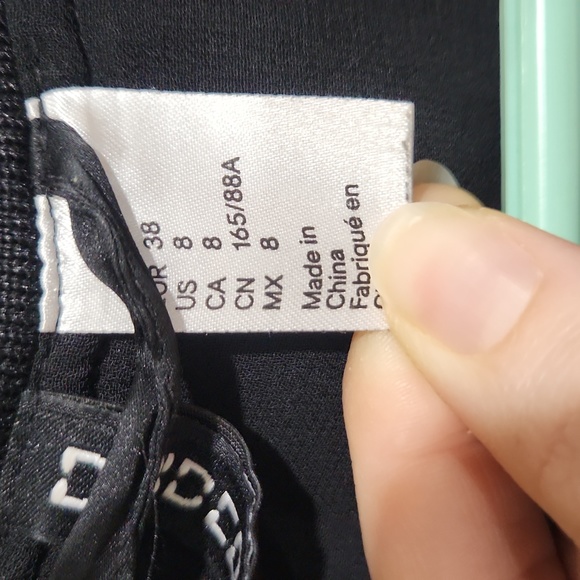 38
US 8
CA 8
CN 165/88A
MX 8
Made in
China
Fabriqué en